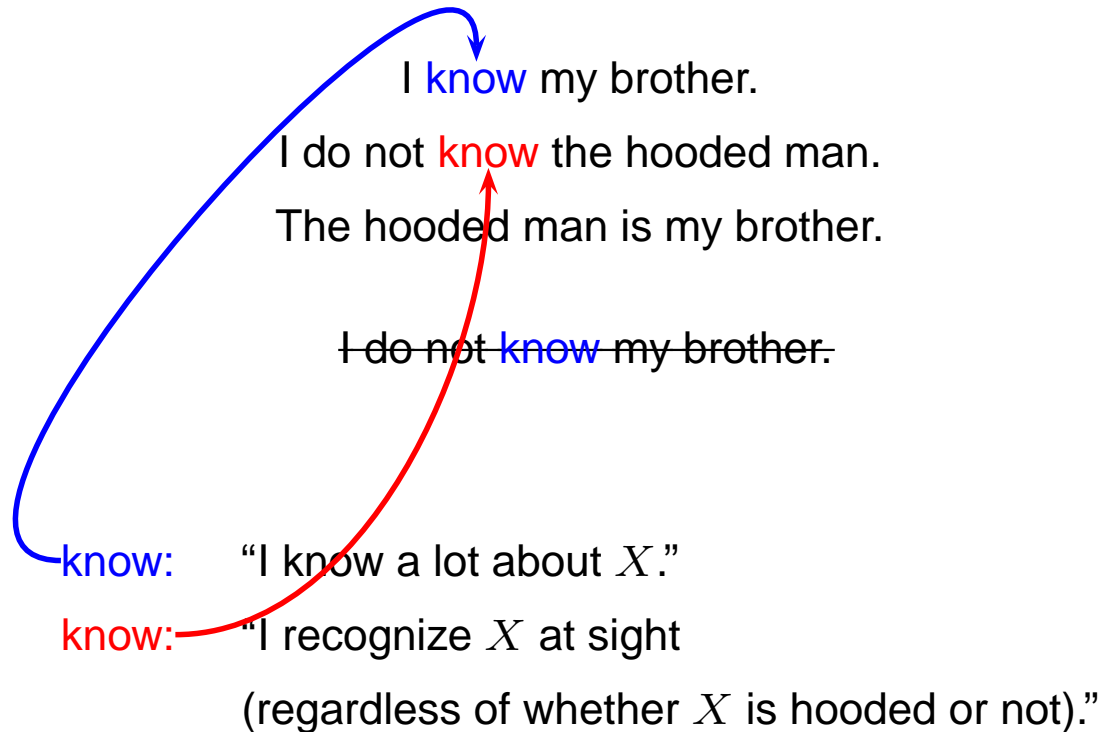 I know my brother.
I do not know the hooded man.
The hooded man is my brother.
I do not know my brother.
know: “I know a lot about X.”
know: “I recognize X at sight
(regardless of whether X is hooded or not).”